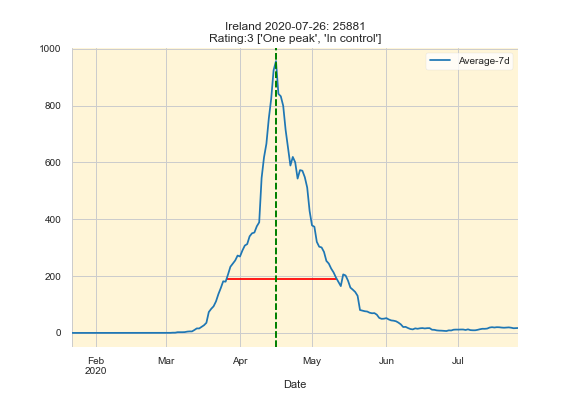 Ireland 2020-07-26: 25881
Rating:3 ['One peak', 'In control']
Average-7d
1000
800
600
400
200
0
Feb
2020
Mar
Apr
May
Jun
Jul
Date